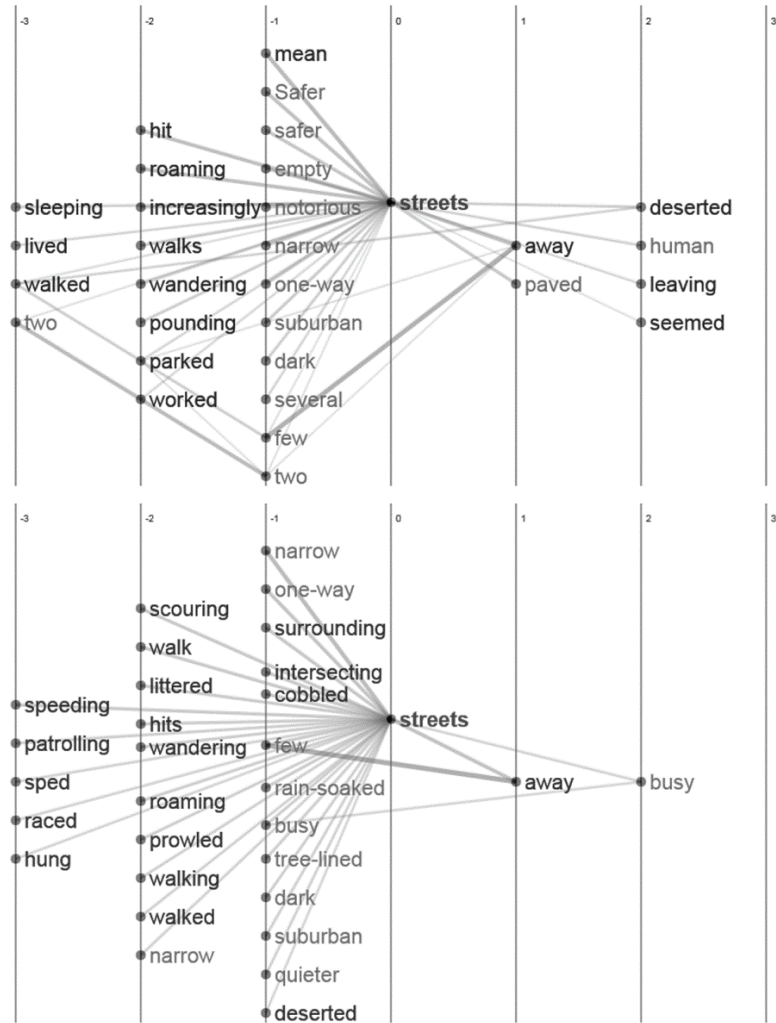 -3 -2 -1 0 1 2 3
mean
Safer
hit safer
roaming empty
streets
sleeping increasingly notorious deserted
lived walks narrow away human
walked wandering one-way paved leaving
two pounding suburban seemed
parked dark
worked several
few
two
-3 -2 -1 0 1 2 3
narrow
one-way
scouring
surrounding
walk
intersecting
littered
cobbled
speeding
streets
hits
patrolling wandering few
sped away busy
rain-soaked
roaming
raced busy
prowled
hung tree-lined
walking
dark
walked
suburban
narrow
quieter
deserted